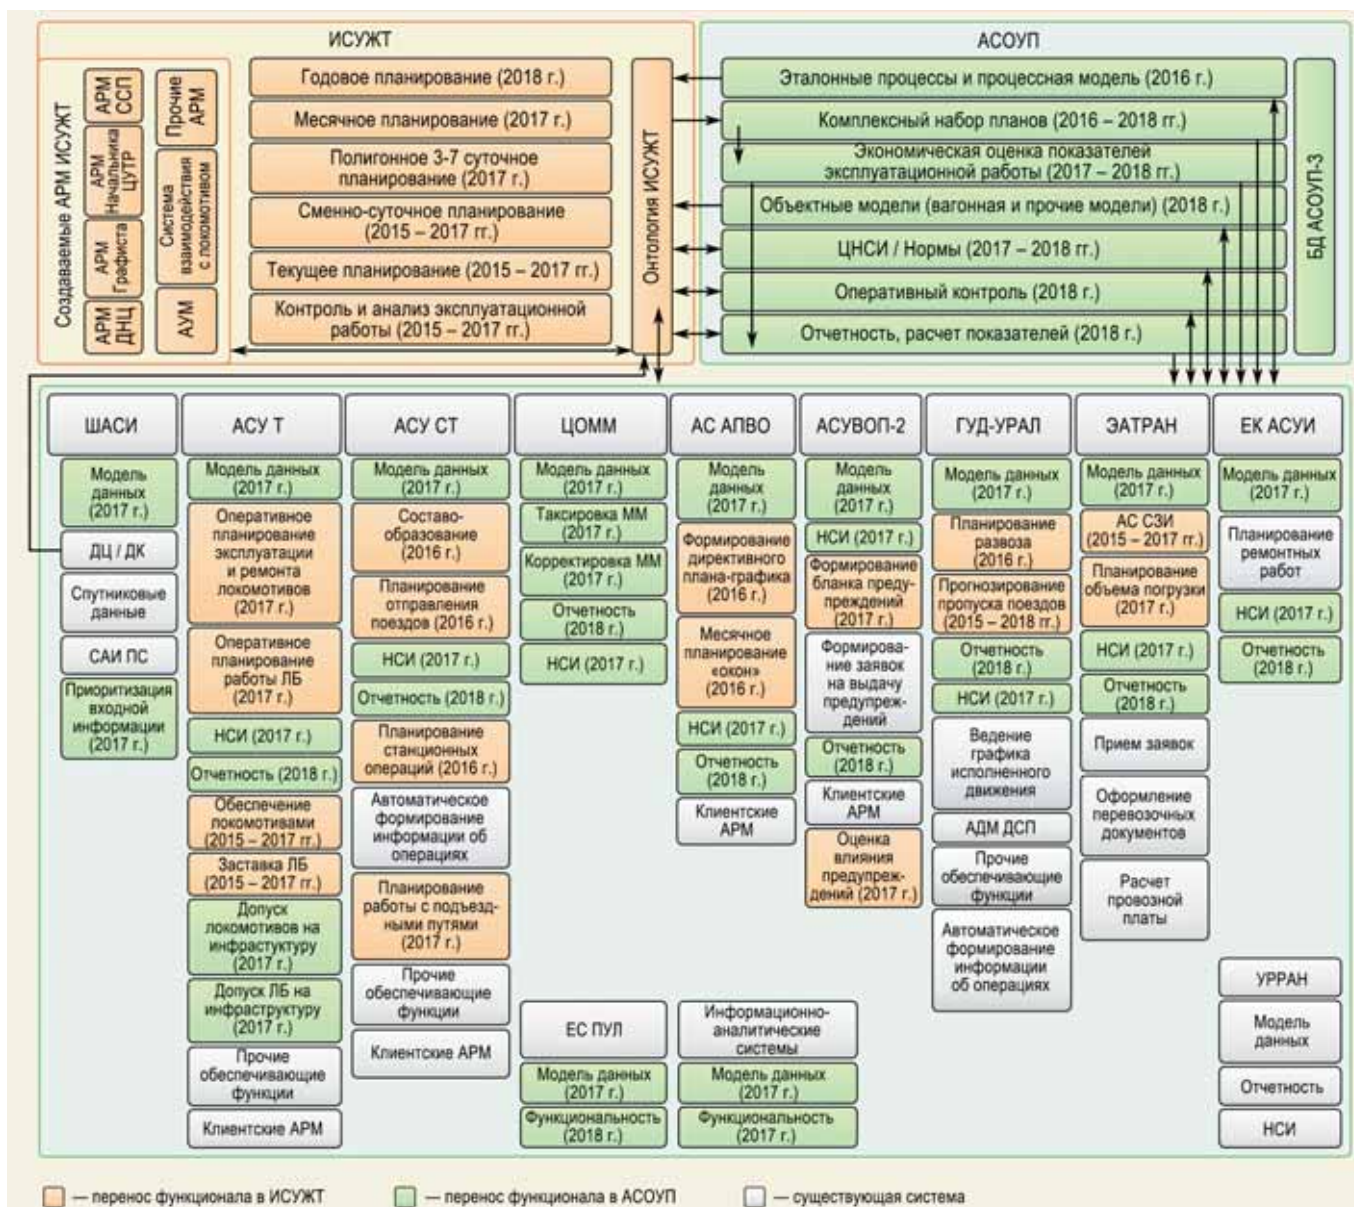 ИСУЖТ
Создаваемые АРМ ИСУЖТ
АРМ
ССП
АРМ
Начальника
ЦУТР
АРМ
Графиста
АРМ
ДНЦ
Прочие
АРМ
Система
взаимодействия
с локомотивом
АУМ
Годовое планирование (2018 г.)
Месячное планирование (2017 г.)
Полигонное 3-7 суточное
планирование (2017 г.)
Сменно-суточное планирование
(2015 – 2017 гг.)
Текущее планирование (2015 – 2017 гг.)
Контроль и анализ эксплуатационной
работы (2015 – 2017 гг.)
Онтология ИСУЖТ
АСОУП
Эталонные процессы и процессная модель (2016 г.)
Комплексный набор планов (2016 – 2018 гг.)
Экономическая оценка показателей
эксплуатационной работы (2017 – 2018 гг.)
Объектные модели (вагонная и прочие модели) (2018 г.)
ЦНСИ / Нормы (2017 – 2018 гг.)
Оперативный контроль (2018 г.)
Отчетность, расчет показателей (2018 г.)
БД АСОУП-3
ШАСИ
Модель
данных
(2017 г.)
ДЦ / ДК
Спутниковые
данные
САИ ПС
Приоритизация
входной
информации
(2017 г.)
АСУ Т
Модель данных
(2017 г.)
Оперативное
планирование
эксплуатации
и ремонта
локомотивов
(2017 г.)
Оперативное
планирование
работы ЛБ
(2017 г.)
НСИ (2017 г.)
Отчетность (2018 г.)
Обеспечение
локомотивами
(2015 – 2017 гг.)
Заставка ЛБ
(2015 – 2017 гг.)
Допуск
локомотивов на
инфрастуктуру
(2017 г.)
Допуск ЛБ на
инфраструктуру
(2017 г.)
Прочие
обеспечивающие
функции
Клиентские АРМ
АСУ СТ
Модель данных
(2017 г.)
Составо-
образование
(2016 г.)
Планирование
отправления
поездов (2016 г.)
НСИ (2017 г.)
Отчетность (2018 г.)
Планирование
станционных
операций (2016 г.)
Автоматическое
формирование
информации об
операциях
Планирование
работы с подъезд-
ными путями
(2017 г.)
Прочие
обеспечивающие
функции
Клиентские АРМ
ЦОММ
Модель данных
(2017 г.)
Таксировка ММ
(2017 г.)
Корректировка ММ
(2017 г.)
Отчетность
(2018 г.)
НСИ (2017 г.)
ЕС ПУЛ
Модель данных
(2017 г.)
Функциональность
(2018 г.)
АС АПВО
Модель
данных
(2017 г.)
Формирование
директивного
плана-графика
(2016 г.)
Месячное
планирование
«окон»
(2016 г.)
НСИ (2017 г.)
Отчетность
(2018 г.)
Клиентские
АРМ
Информационно-
аналитические
системы
Модель данных
(2017 г.)
Функциональность
(2017 г.)
АСУВОП-2
Модель
данных
(2017 г.)
НСИ (2017 г.)
Формирование
бланка преду-
преждений
(2017 г.)
Формирова-
ние заявок
на выдачу
предупреж-
дений
Отчетность
(2018 г.)
Клиентские
АРМ
Оценка
влияния
предупреж-
дений (2017 г.)
ГУД-УРАЛ
Модель
данных
(2017 г.)
Планирование
развоза
(2016 г.)
Прогнозирование
пропуска поездов
(2015 – 2018 гг.)
Отчетность
(2018 г.)
НСИ (2017 г.)
Ведение
графика
исполненного
движения
АДМ ДСП
Прочие
обеспечивающие
функции
Автоматическое
формирование
информации
об операциях
ЭАТРАН
Модель
данных
(2017 г.)
АС СЗИ
(2015 – 2017 гг.)
Планирование
объема погрузки
(2017 г.)
НСИ (2017 г.)
Отчетность
(2018 г.)
Прием заявок
Оформление
перевозочных
документов
Расчет
провозной
платы
ЕК АСУИ
Модель данных
(2017 г.)
Планирование
ремонтных
работ
НСИ (2017 г.)
Отчетность
(2018 г.)
УРРАН
Модель
данных
Отчетность
НСИ
— перенос функционала в ИСУЖТ
— перенос функционала в АСОУП
— существующая система